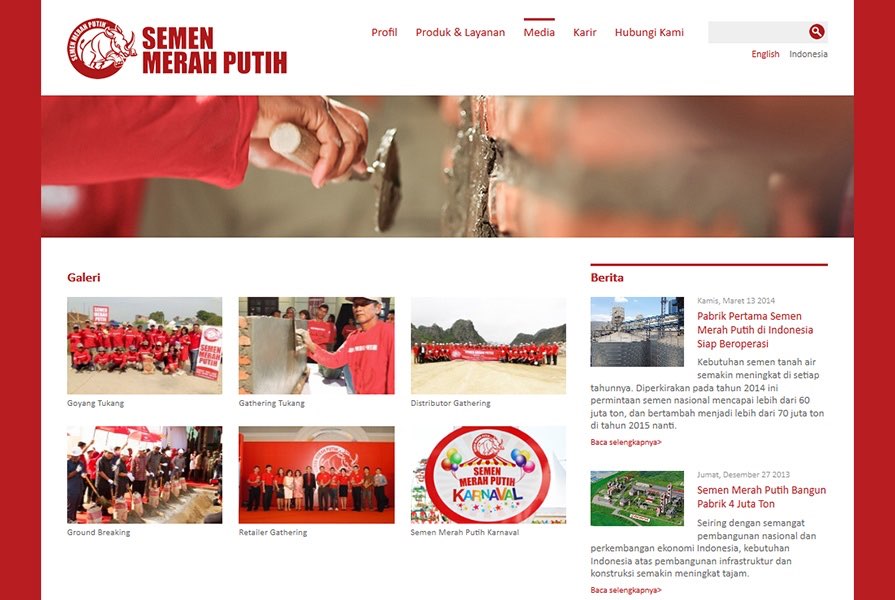 SEMEN MERAH PUTIH
SEMEN
MERAH PUTIH
Profil
Produk & Layanan
Media
Karir
Hubungi Kami
English
Indonesia
Galeri
SEMEN
MERAH
PUTIH
Goyang Tukang
Gathering Tukang
Distributor Gathering
Ground Breaking
Retailer Gathering
SEMEN
MERAH PUTIH
KARNAVAL
Semen Merah Putih Karnaval
Berita
Kamis, Maret 13 2014
Pabrik Pertama Semen
Merah Putih di Indonesia
Siap Beroperasi
Kebutuhan semen tanah air
semakin meningkat di setiap
tahunnya. Diperkirakan pada tahun 2014 ini
permintaan semen nasional mencapai lebih dari 60
juta ton, dan bertambah menjadi lebih dari 70 juta ton
di tahun 2015 nanti.
Baca selengkapnya>
Jumat, Desember 27 2013
Semen Merah Putih Bangun
Pabrik 4 Juta Ton
Seiring dengan semangat
pembangunan nasional dan
perkembangan ekonomi Indonesia, kebutuhan
Indonesia atas pembangunan infrastruktur dan
konstruksi semakin meningkat tajam.
Baca selengkapnya>